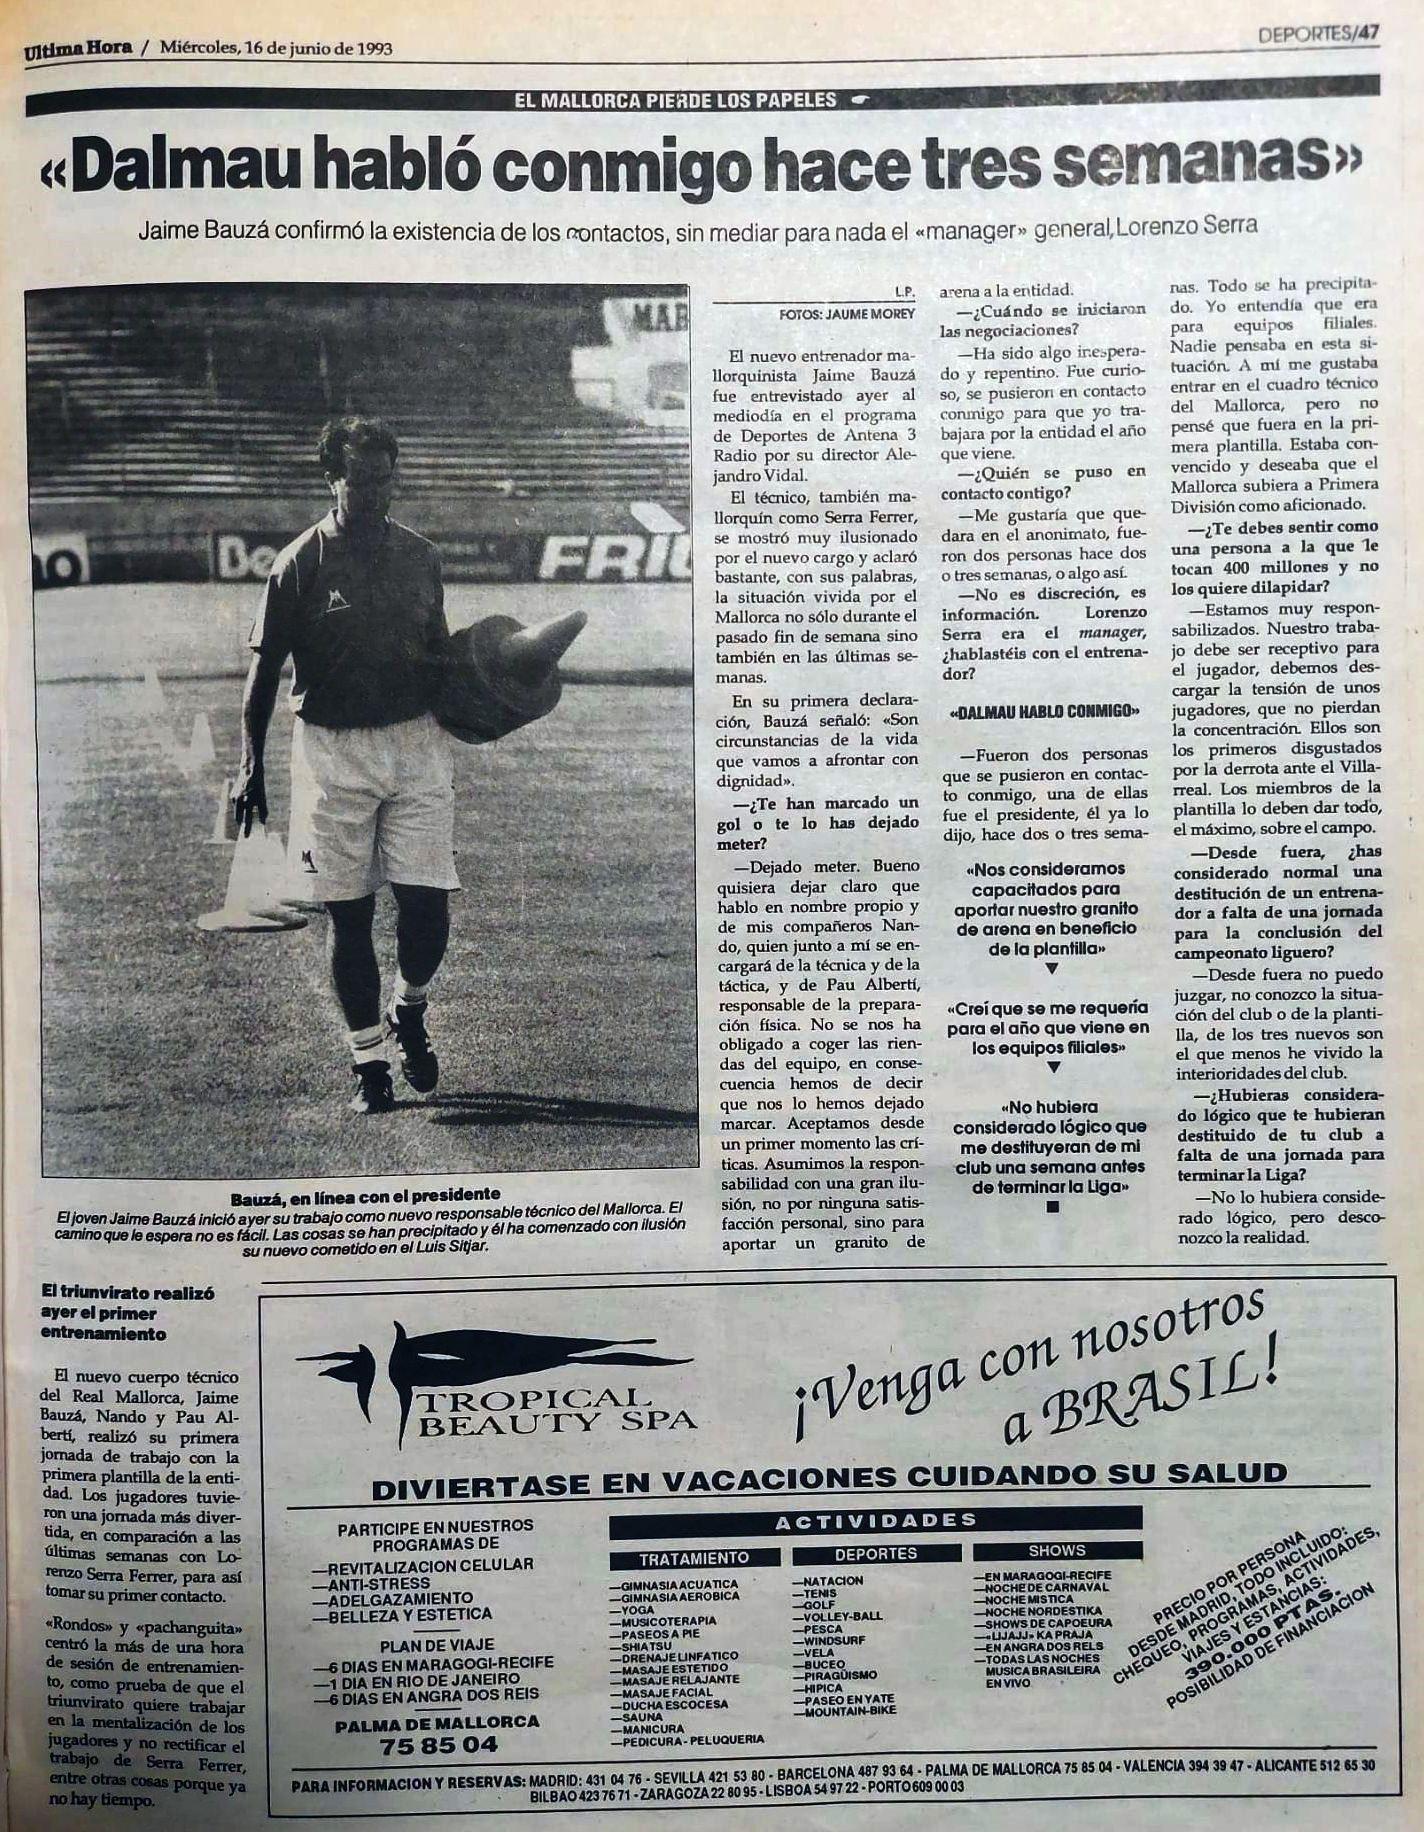 Ultima Hora / Miércoles, 16 de junio de 1993
DEPORTES/47
EL MALLORCA PIERDE LOS PAPELES
«Dalmau habló conmigo hace tres semanas»
Jaime Bauzá confirmó la existencia de los contactos, sin mediar para nada el «manager» general, Lorenzo Serra
MAR
FRIU
Bauzá, en línea con el presidente
El joven Jaime Bauzá inició ayer su trabajo como nuevo responsable técnico del Mallorca. El
camino que le espera no es fácil. Las cosas se han precipitado y él ha comenzado con ilusión
su nuevo cometido en el Luis Sitjar.
L.P.
FOTOS: JAUME MOREY
El nuevo entrenador ma-
llorquinista Jaime Bauzá
fue entrevistado ayer al
mediodía en el programa
de Deportes de Antena 3
Radio por su director Ale-
jandro Vidal.
El técnico, también ma-
llorquín como Serra Ferrer,
se mostró muy ilusionado
por el nuevo cargo y aclaró
bastante, con sus palabras,
la situación vivida por el
Mallorca no sólo durante el
pasado fin de semana sino
también en las últimas se-
manas.
En su primera declara-
ción, Bauzá señaló: «Son
circunstancias de la vida
que vamos a afrontar con
dignidad».
—¿Te han marcado un
gol o te lo has dejado
meter?
—Dejado meter. Bueno
quisiera dejar claro que
hablo en nombre propio y
de mis compañeros Nan-
do, quien junto a mí se en-
cargará de la técnica y de la
táctica, y de Pau Albertí,
responsable de la prepara-
ción física. No se nos ha
obligado a coger las rien-
das del equipo, en conse-
cuencia hemos de decir
que nos lo hemos dejado
marcar. Aceptamos desde
un primer momento las crí-
ticas. Asumimos la respon-
sabilidad con una gran ilu-
sión, no por ninguna satis-
facción personal, sino para
aportar un granito de
arena a la entidad.
—¿Cuándo se iniciaron
las negociaciones?
—Ha sido algo inespera-
do y repentino. Fue curio-
so, se pusieron en contacto
conmigo para que yo tra-
bajara por la entidad el año
que viene.
—¿Quién se puso en
contacto contigo?
—Me gustaría que que-
dara en el anonimato, fue-
ron dos personas hace dos
o tres semanas, o algo así.
—No es discreción, es
información. Lorenzo
Serra era el manager,
¿hablastéis con el entrena-
dor?
«DALMAU HABLO CONMIGO»
—Fueron dos personas
que se pusieron en contac-
to conmigo, una de ellas
fue el presidente, él ya lo
dijo, hace dos o tres sema-
«Nos consideramos
capacitados para
aportar nuestro granito
de arena en beneficio
de la plantilla»
«Creí que se me requería
para el año que viene en
los equipos filiales»
«No hubiera
considerado lógico que
me destituyeran de mi
club una semana antes
de terminar la Liga»
nas. Todo se ha precipita-
do. Yo entendía que era
para equipos filiales.
Nadie pensaba en esta si-
tuación. A mí me gustaba
entrar en el cuadro técnico
del Mallorca, pero no
pensé que fuera en la pri-
mera plantilla. Estaba con-
vencido y deseaba que el
Mallorca subiera a Primera
División como aficionado.
—¿Te debes sentir como
una persona a la que le
tocan 400 millones y no
los quiere dilapidar?
—Estamos muy respon-
sabilizados. Nuestro traba-
jo debe ser receptivo para
el jugador, debemos des-
cargar la tensión de unos
jugadores, que no pierdan
la concentración. Ellos son
los primeros disgustados
por la derrota ante el Villa-
rreal. Los miembros de la
plantilla lo deben dar todo,
el máximo, sobre el campo.
—Desde fuera, ¿has
considerado normal una
destitución de un entrena-
dor a falta de una jornada
para la conclusión del
campeonato liguero?
—Desde fuera no puedo
juzgar, no conozco la situa-
ción del club o de la planti-
lla, de los tres nuevos son
el que menos he vivido la
interioridades del club.
—¿Hubieras considera-
do lógico que te hubieran
destituido de tu club a
falta de una jornada para
terminar la Liga?
—No lo hubiera conside-
rado lógico, pero desco-
nozco la realidad.
El triunvirato realizó
ayer el primer
entrenamiento
El nuevo cuerpo técnico
del Real Mallorca, Jaime
Bauzá, Nando y Pau Al-
bertí, realizó su primera
jornada de trabajo con la
primera plantilla de la enti-
dad. Los jugadores tuvie-
ron una jornada más diver-
tida, en comparación a las
últimas semanas con Lo-
renzo Serra Ferrer, para así
tomar su primer contacto.
«Rondos» y «pachanguita»
centró la más de una hora
de sesión de entrenamien-
to, como prueba de que el
triunvirato quiere trabajar
en la mentalización de los
jugadores y no rectificar el
trabajo de Serra Ferrer,
entre otras cosas porque ya
no hay tiempo.
TROPICAL
BEAUTY SPA
¡Venga con nosotros
a BRASIL!
DIVIERTASE EN VACACIONES CUIDANDO SU SALUD
PARTICIPE EN NUESTROS
PROGRAMAS DE
—REVITALIZACION CELULAR
—ANTI-STRESS
—ADELGAZAMIENTO
—BELLEZA Y ESTETICA
PLAN DE VIAJE
—6 DIAS EN MARAGOGI-RECIFE
—1 DIA EN RIO DE JANEIRO
—6 DIAS EN ANGRA DOS REIS
PALMA DE MALLORCA
75 85 04
ACTIVIDADES
TRATAMIENTO
—GIMNASIA ACUATICA
—GIMNASIA AEROBICA
—YOGA
—MUSICOTERAPIA
—PASEOS A PIE
—SHIATSU
—DRENAJE LINFATICO
—MASAJE ESTETIDO
—MASAJE RELAJANTE
—MASAJE FACIAL
—DUCHA ESCOCESA
—SAUNA
—MANICURA
—PEDICURA - PELUQUERIA
DEPORTES
—NATACION
—TENIS
—GOLF
—VOLLEY-BALL
—PESCA
—WINDSURF
—VELA
—BUCEO
—PIRAGÜISMO
—HIPICA
—PASEO EN YATE
—MOUNTAIN-BIKE
SHOWS
—EN MARAGOGI-RECIFE
—NOCHE DE CARNAVAL
—NOCHE MISTICA
—NOCHE NORDESTIKA
—SHOWS DE CAPOEURA
—«LIJAJJ» KA PRAJA
—EN ANGRA DOS RELS
—TODAS LAS NOCHES
MUSICA BRASILEIRA
EN VIVO
PRECIO POR PERSONA
DESDE MADRID, TODO INCLUIDO:
CHEQUEO, PROGRAMAS, ACTIVIDADES,
VIAJES Y ESTANCIAS:
390.000 PTAS.
POSIBILIDAD DE FINANCIACION
PARA INFORMACION Y RESERVAS: MADRID: 431 04 76 - SEVILLA 421 53 80 - BARCELONA 487 93 64 - PALMA DE MALLORCA 75 85 04 - VALENCIA 394 39 47 - ALICANTE 512 65 30
BILBAO 423 76 71 - ZARAGOZA 22 80 95 - LISBOA 54 97 22 - PORTO 609 00 03